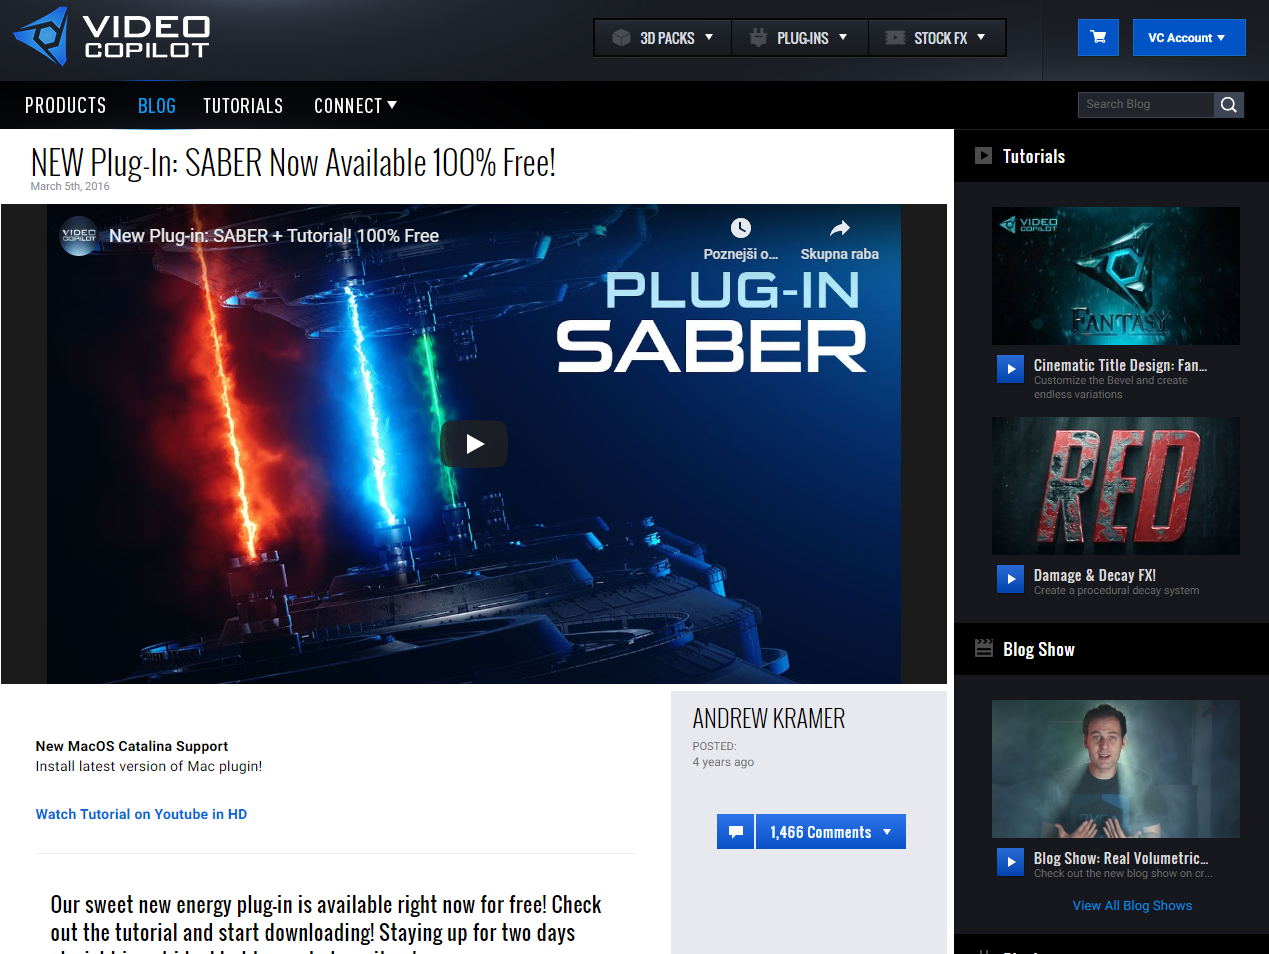 VIDEO
COPILOT
3D PACKS
PLUG-INS
STOCK FX
VC Account
PRODUCTS
BLOG
TUTORIALS
CONNECT
Search Blog
NEW Plug-In: SABER Now Available 100% Free!
March 5th, 2016
VIDEO
COPILOT
New Plug-in: SABER + Tutorial! 100% Free
Poznejši o...
Skupna raba
PLUG-IN
SABER
New MacOS Catalina Support
Install latest version of Mac plugin!
Watch Tutorial on Youtube in HD
Our sweet new energy plug-in is available right now for free! Check
out the tutorial and start downloading! Staying up for two days
ANDREW KRAMER
POSTED:
4 years ago
1,466 Comments
Tutorials
VIDEO
COPILOT
FANTASY
Cinematic Title Design: Fan...
Customize the Bevel and create
endless variations
RED
Damage & Decay FX!
Create a procedural decay system
Blog Show
Blog Show: Real Volumetric...
Check out the new blog show on cr...
View All Blog Shows